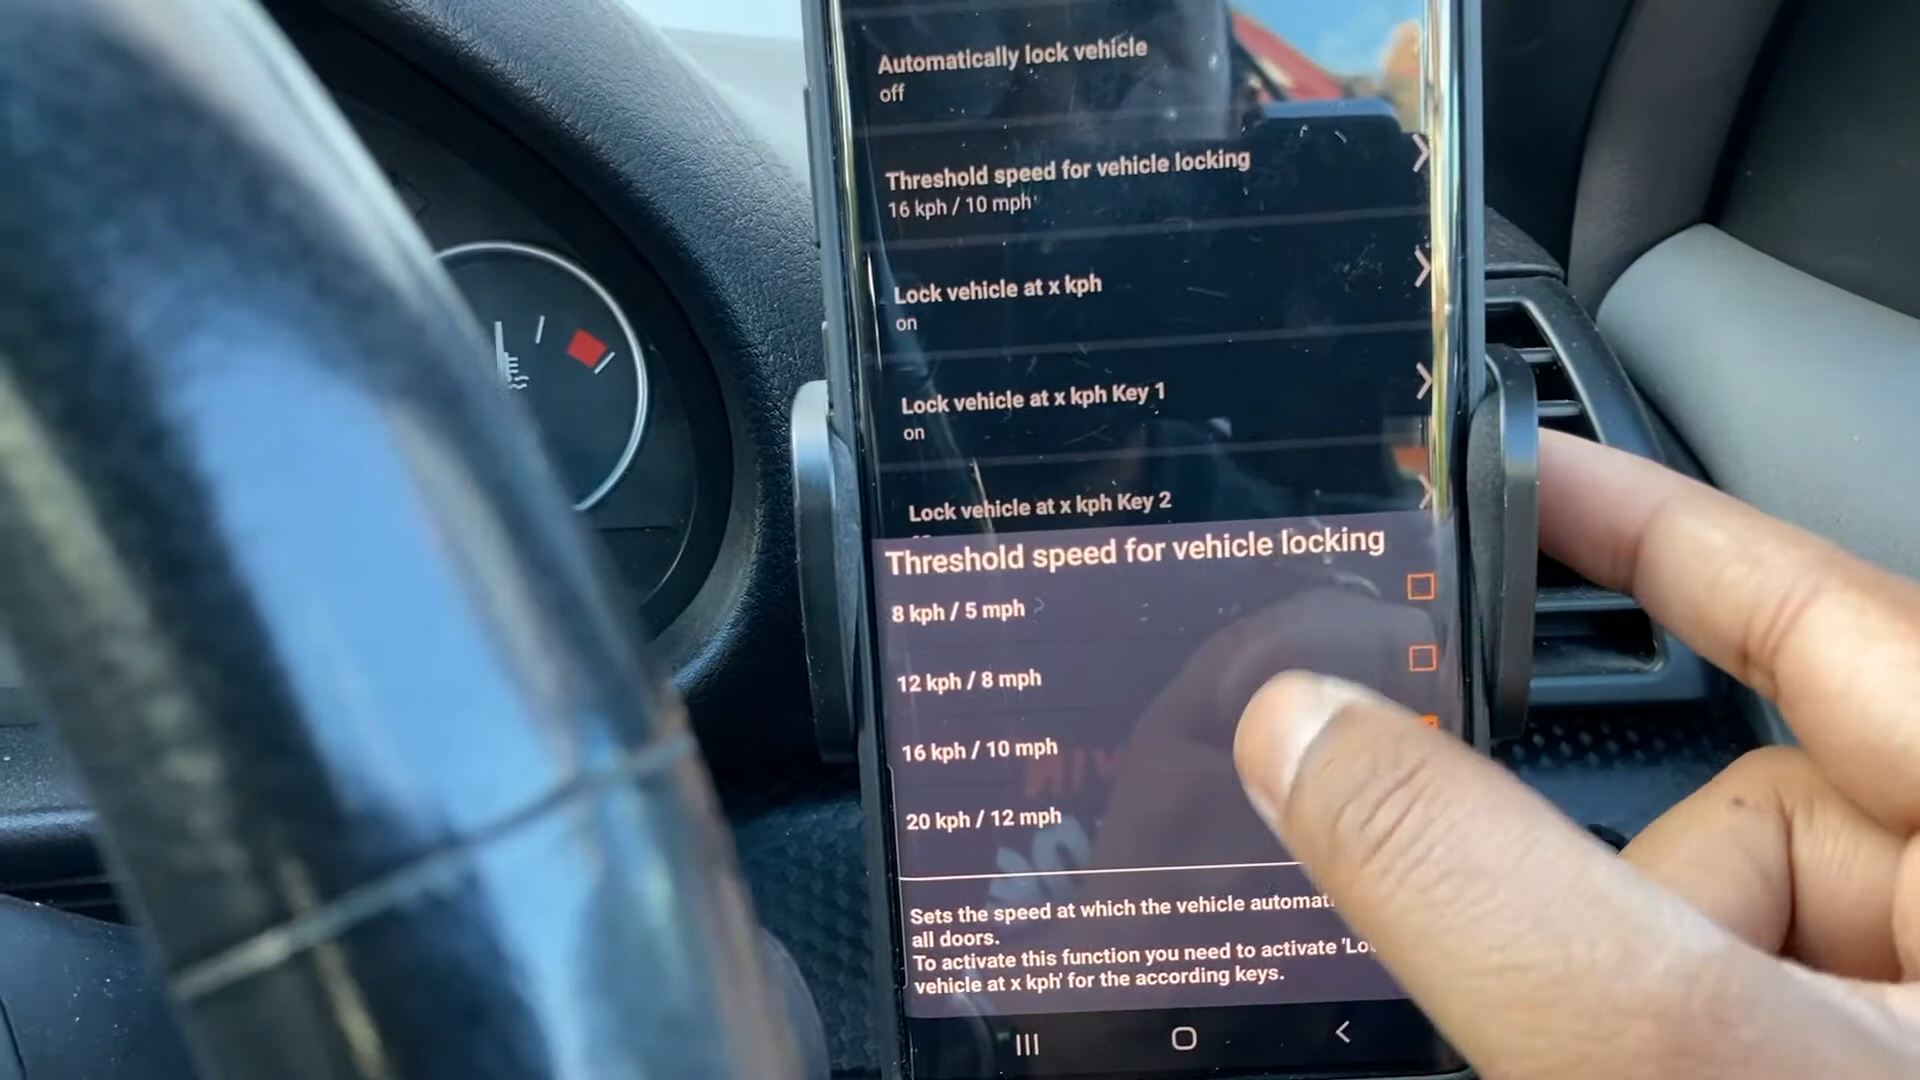 Automatically lock vehicle
off
Threshold speed for vehicle locking
16 kph / 10 mph
Lock vehicle at x kph
on
Lock vehicle at x kph Key 1
on
Lock vehicle at x kph Key 2
Threshold speed for vehicle locking
8 kph / 5 mph
12 kph / 8 mph
16 kph / 10 mph
20 kph / 12 mph
Sets the speed at which the vehicle
all doors.
To activate this function you need to activate
vehicle at x kph' for the according keys.